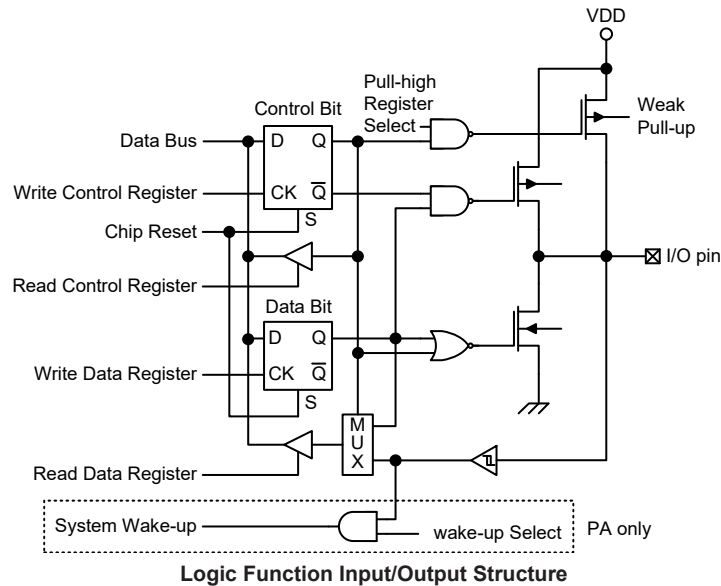 VDD
Pull-high
Register
Select
Weak
Pull-up
Control Bit
Data Bus
D
Q
Write Control Register
CK
Q̅
Chip Reset
S
I/O pin
Read Control Register
Data Bit
D
Q
Write Data Register
CK
Q̅
S
M
U
X
Read Data Register
System Wake-up
wake-up Select
PA only
Logic Function Input/Output Structure